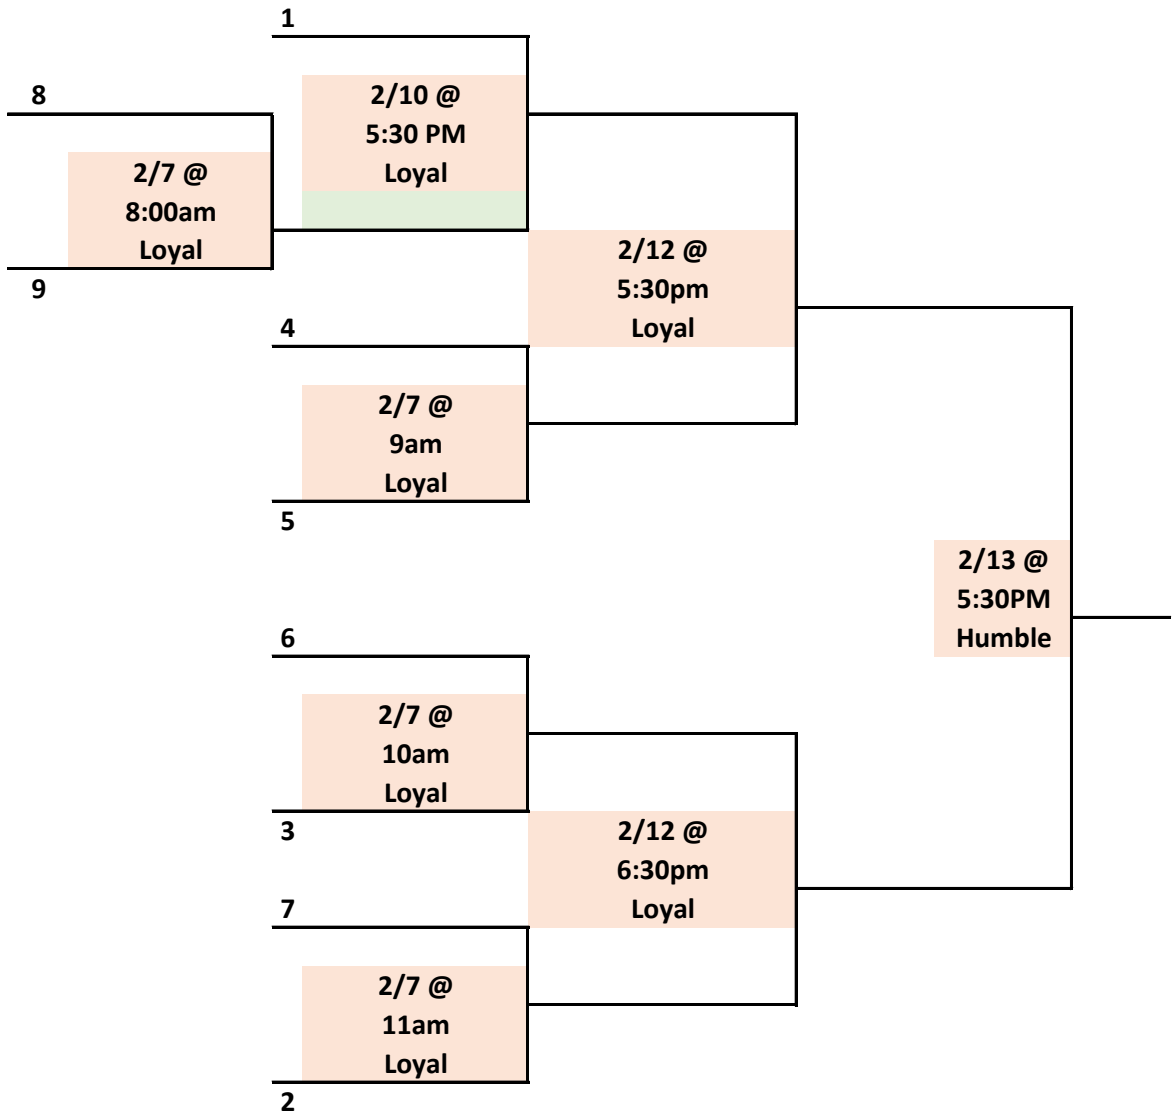 1
8
2/10 @
5:30 PM
Loyal
2/7 @
8:00am
Loyal
9
2/12 @
5:30pm
Loyal
4
2/7 @
9am
Loyal
5
2/13 @
5:30PM
Humble
6
2/7 @
10am
Loyal
3
2/12 @
6:30pm
Loyal
7
2/7 @
11am
Loyal
2